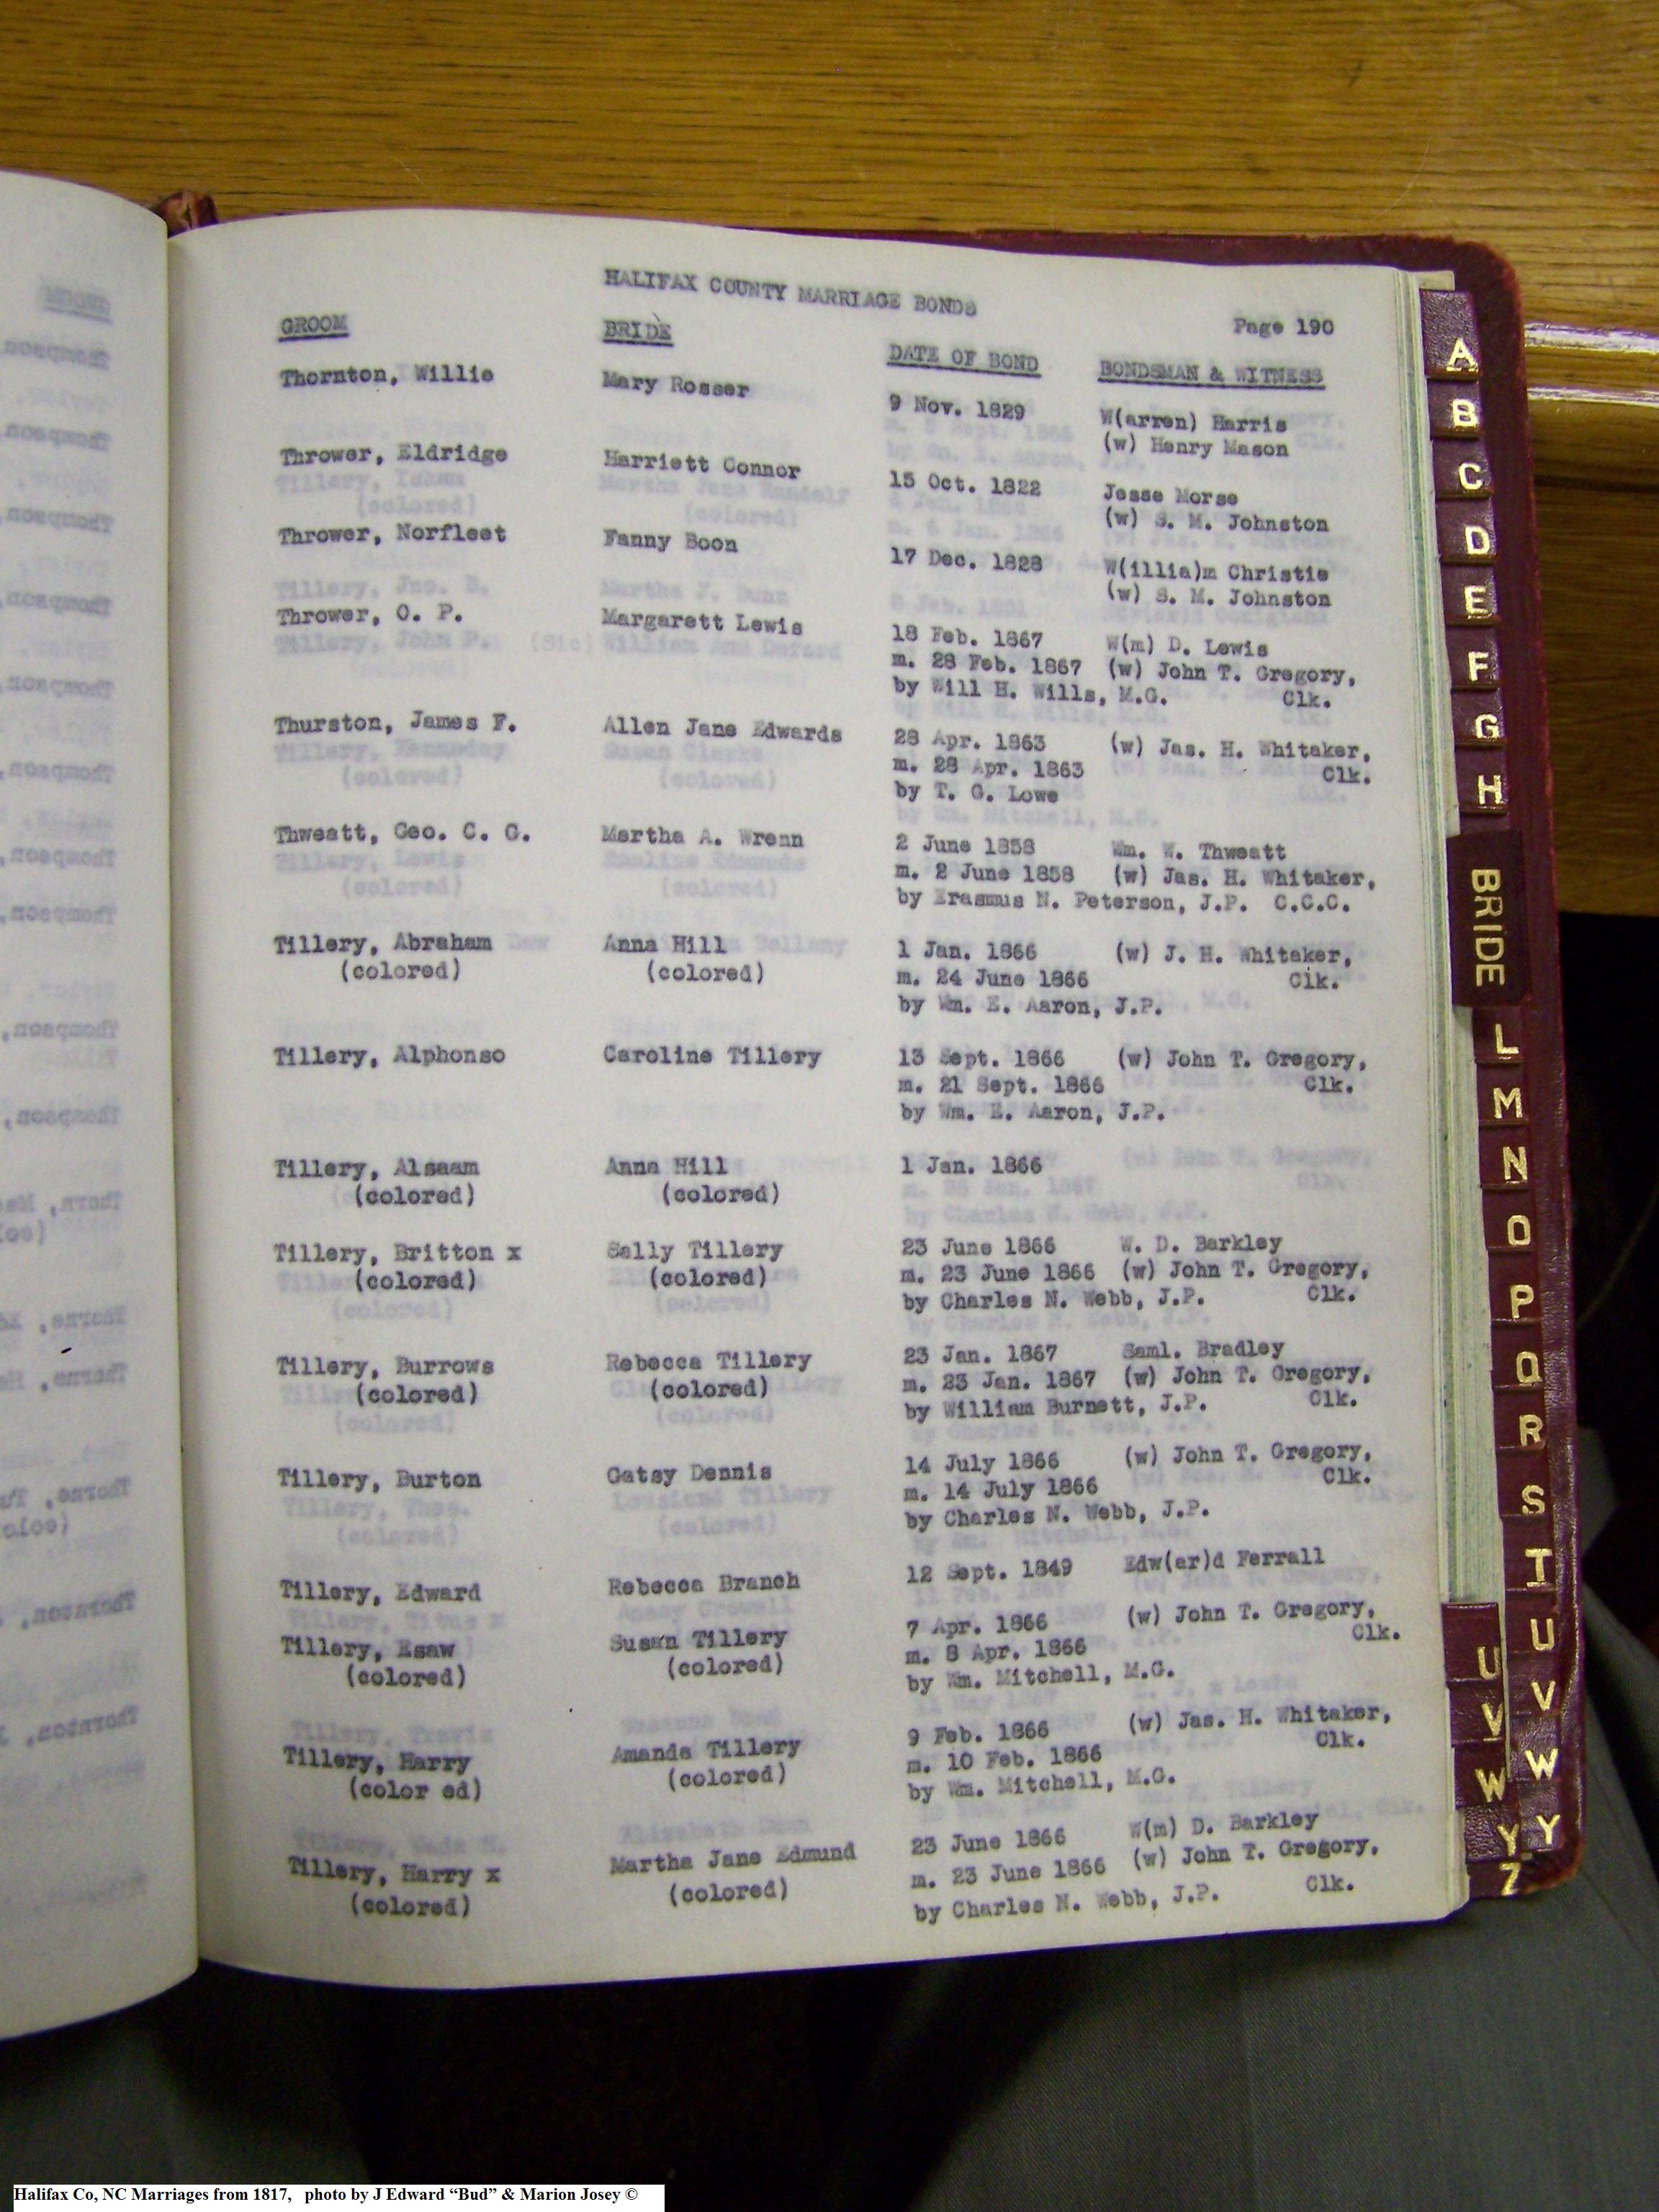 HALIFAX COUNTY MARRIAGE BONDS
Page 190
GROOM BRIDE DATE OF BOND BONDSMAN & WITNESS
Thornton, Willie Mary Rosser 9 Nov. 1829 W(arren) Harris
(w) Henry Mason
Thrower, Eldridge Harriett Connor 15 Oct. 1822 Jesse Morse
(w) S. M. Johnston
Thrower, Norfleet Fanny Boon 17 Dec. 1828 W(illia)m Christie
(w) S. M. Johnston
Thrower, O. P. Margarett Lewis 18 Feb. 1867 W(m) D. Lewis
m. 28 Feb. 1867 (w) John T. Gregory,
by Will H. Wills, M.G. Clk.
Thurston, James F. Allen Jane Edwards 28 Apr. 1863 (w) Jas. H. Whitaker,
m. 28 Apr. 1863 Clk.
by T. G. Lowe
Thweatt, Geo. C. G. Martha A. Wrenn 2 June 1858 Wm. W. Thweatt
m. 2 June 1858 (w) Jas. H. Whitaker,
by Erasmus N. Peterson, J.P. C.C.C.
Tillery, Abraham Anna Hill 1 Jan. 1866 (w) J. H. Whitaker,
(colored) (colored) m. 24 June 1866 Clk.
by Wm. E. Aaron, J.P.
Tillery, Alphonso Caroline Tillery 13 Sept. 1866 (w) John T. Gregory,
m. 21 Sept. 1866 Clk.
by Wm. E. Aaron, J.P.
Tillery, Alsaam Anna Hill 1 Jan. 1866
(colored) (colored)
Tillery, Britton x Sally Tillery 23 June 1866 W. D. Barkley
(colored) (colored) m. 23 June 1866 (w) John T. Gregory,
by Charles N. Webb, J.P. Clk.
Tillery, Burrows Rebecca Tillery 23 Jan. 1867 Saml. Bradley
(colored) (colored) m. 23 Jan. 1867 (w) John T. Gregory,
by William Burnett, J.P. Clk.
Tillery, Burton Gatsy Dennis 14 July 1866 (w) John T. Gregory,
m. 14 July 1866 Clk.
by Charles N. Webb, J.P.
Tillery, Edward Rebecca Branch 12 Sept. 1849 Edw(ar)d Ferrall
Tillery, Esaw Susan Tillery 7 Apr. 1866 (w) John T. Gregory,
(colored) (colored) m. 8 Apr. 1866 Clk.
by Wm. Mitchell, M.G.
Tillery, Harry Amanda Tillery 9 Feb. 1866 (w) Jas. H. Whitaker,
(color ed) (colored) m. 10 Feb. 1866 Clk.
by Wm. Mitchell, M.G.
Tillery, Harry x Martha Jane Edmund 23 June 1866 W(m) D. Barkley
(colored) (colored) m. 23 June 1866 (w) John T. Gregory,
by Charles N. Webb, J.P. Clk.
A
B
C
D
E
F
G
H
BRIDE
L
M
N
O
P
Q
R
S
T
U
V
W
Y
U
V
W
Y
Z
Halifax Co, NC Marriages from 1817, photo by J Edward “Bud” & Marion Josey ©